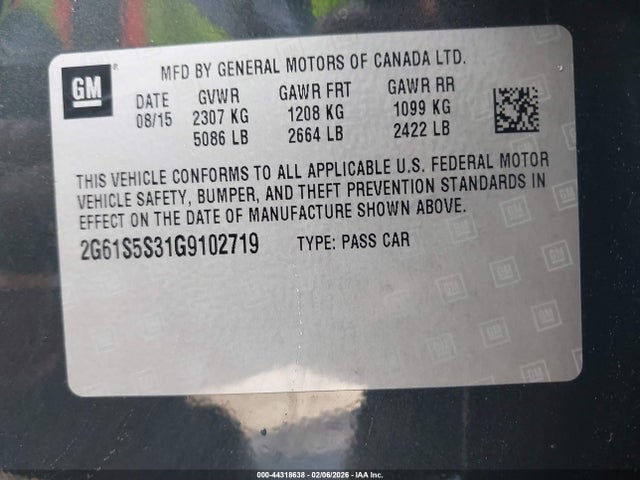 GM ®
MFD BY GENERAL MOTORS OF CANADA LTD.
DATE GVWR GAWR FRT GAWR RR
08/15 2307 KG 1208 KG 1099 KG
5086 LB 2664 LB 2422 LB
THIS VEHICLE CONFORMS TO ALL APPLICABLE U.S. FEDERAL MOTOR
VEHICLE SAFETY, BUMPER, AND THEFT PREVENTION STANDARDS IN
EFFECT ON THE DATE OF MANUFACTURE SHOWN ABOVE.
2G61S5S31G9102719 TYPE: PASS CAR
000-44318638 - 02/06/2026 - IAA Inc.